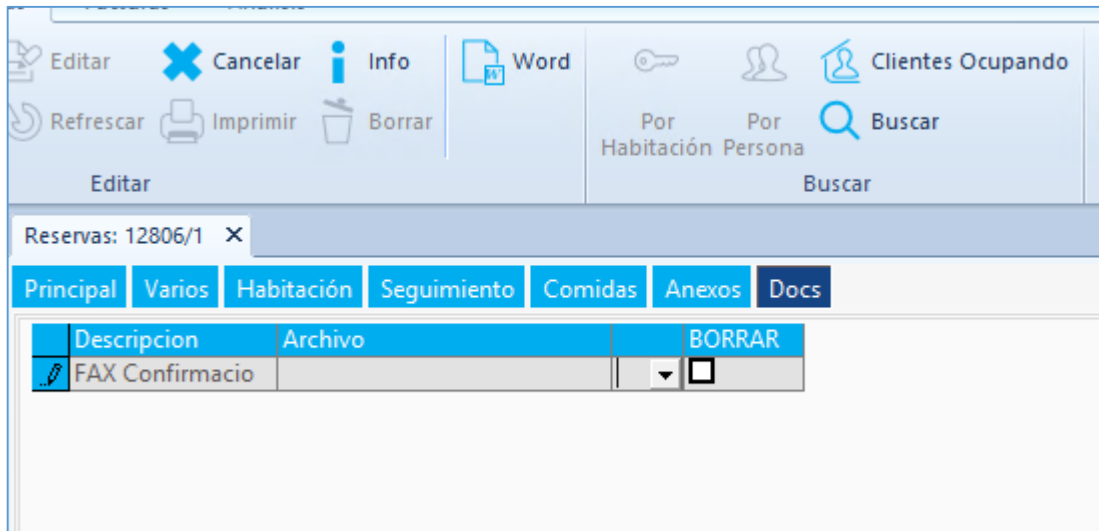 Editar Cancelar Info Word Clientes Ocupando
Refrescar Imprimir Borrar Por Habitación Por Persona Buscar
Editar Buscar
Reservas: 12806/1
Principal Varios Habitación Seguimiento Comidas Anexos Docs
Descripcion Archivo BORRAR
FAX Confirmacio